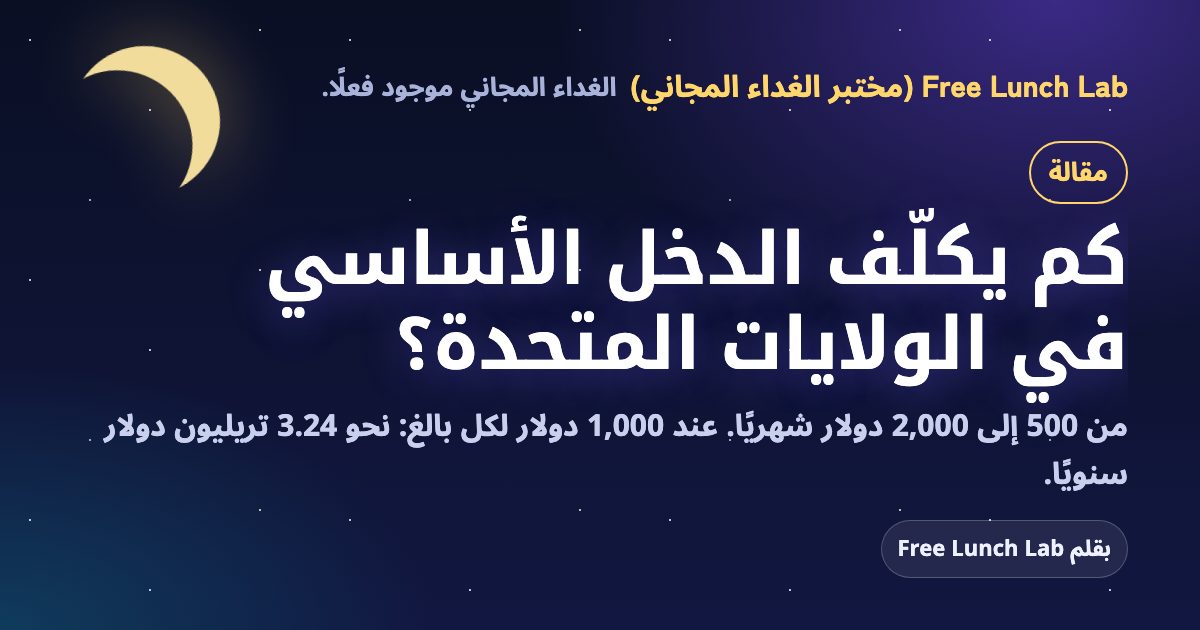 Free Lunch Lab (مختبر الغداء المجاني) الغداء المجاني موجود فعلًا.
مقالة
كم يكلّف الدخل الأساسي
في الولايات المتحدة؟
من 500 إلى 2,000 دولار شهريًا. عند 1,000 دولار لكل بالغ: نحو 3.24 تريليون دولار
سنويًا.
بقلم Free Lunch Lab